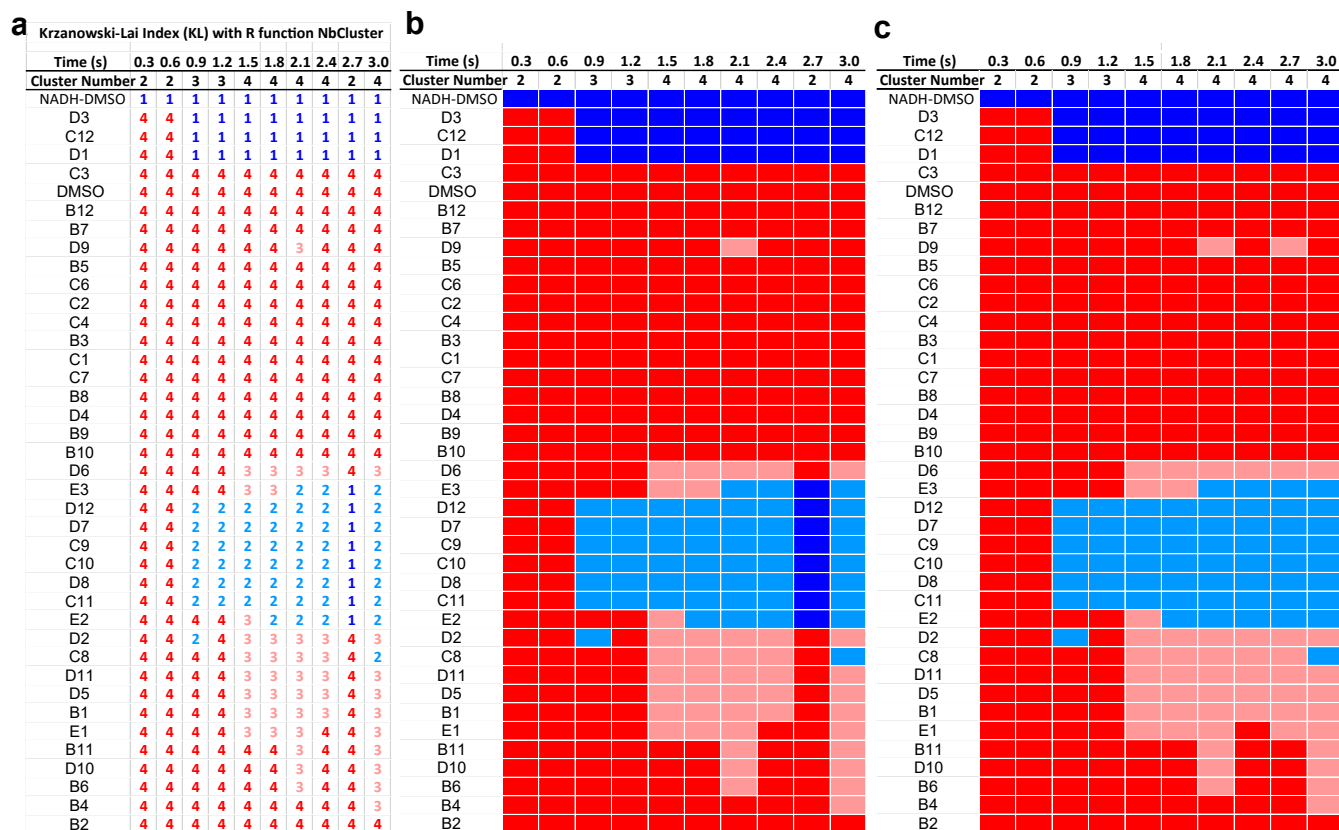 a
Krzanowski-Lai Index (KL) with R function NbCluster
Time (s) 0.3 0.6 0.9 1.2 1.5 1.8 2.1 2.4 2.7 3.0
Cluster Number 2 2 3 3 4 4 4 4 2 4
NADH-DMSO 1 1 1 1 1 1 1 1 1 1
D3 4 4 1 1 1 1 1 1 1 1
C12 4 4 1 1 1 1 1 1 1 1
D1 4 4 1 1 1 1 1 1 1 1
C3 4 4 4 4 4 4 4 4 4 4
DMSO 4 4 4 4 4 4 4 4 4 4
B12 4 4 4 4 4 4 4 4 4 4
B7 4 4 4 4 4 4 4 4 4 4
D9 4 4 4 4 4 4 3 4 4 4
B5 4 4 4 4 4 4 4 4 4 4
C6 4 4 4 4 4 4 4 4 4 4
C2 4 4 4 4 4 4 4 4 4 4
C4 4 4 4 4 4 4 4 4 4 4
B3 4 4 4 4 4 4 4 4 4 4
C1 4 4 4 4 4 4 4 4 4 4
C7 4 4 4 4 4 4 4 4 4 4
B8 4 4 4 4 4 4 4 4 4 4
D4 4 4 4 4 4 4 4 4 4 4
B9 4 4 4 4 4 4 4 4 4 4
B10 4 4 4 4 4 4 4 4 4 4
D6 4 4 4 4 3 3 3 3 4 3
E3 4 4 4 4 3 3 2 2 1 2
D12 4 4 2 2 2 2 2 2 1 2
D7 4 4 2 2 2 2 2 2 1 2
C9 4 4 2 2 2 2 2 2 1 2
C10 4 4 2 2 2 2 2 2 1 2
D8 4 4 2 2 2 2 2 2 1 2
C11 4 4 2 2 2 2 2 2 1 2
E2 4 4 4 4 3 2 2 2 1 2
D2 4 4 2 4 3 3 3 3 4 3
C8 4 4 4 4 3 3 3 3 4 2
D11 4 4 4 4 3 3 3 3 4 3
D5 4 4 4 4 3 3 3 3 4 3
B1 4 4 4 4 3 3 3 3 4 3
E1 4 4 4 4 3 3 3 4 4 3
B11 4 4 4 4 4 4 3 4 4 3
D10 4 4 4 4 4 4 3 4 4 3
B6 4 4 4 4 4 4 3 4 4 3
B4 4 4 4 4 4 4 4 4 4 3
B2 4 4 4 4 4 4 4 4 4 4
b
Time (s) 0.3 0.6 0.9 1.2 1.5 1.8 2.1 2.4 2.7 3.0
Cluster Number 2 2 3 3 4 4 4 4 2 4
NADH-DMSO
D3
C12
D1
C3
DMSO
B12
B7
D9
B5
C6
C2
C4
B3
C1
C7
B8
D4
B9
B10
D6
E3
D12
D7
C9
C10
D8
C11
E2
D2
C8
D11
D5
B1
E1
B11
D10
B6
B4
B2
c
Time (s) 0.3 0.6 0.9 1.2 1.5 1.8 2.1 2.4 2.7 3.0
Cluster Number 2 2 3 3 4 4 4 4 4 4
NADH-DMSO
D3
C12
D1
C3
DMSO
B12
B7
D9
B5
C6
C2
C4
B3
C1
C7
B8
D4
B9
B10
D6
E3
D12
D7
C9
C10
D8
C11
E2
D2
C8
D11
D5
B1
E1
B11
D10
B6
B4
B2